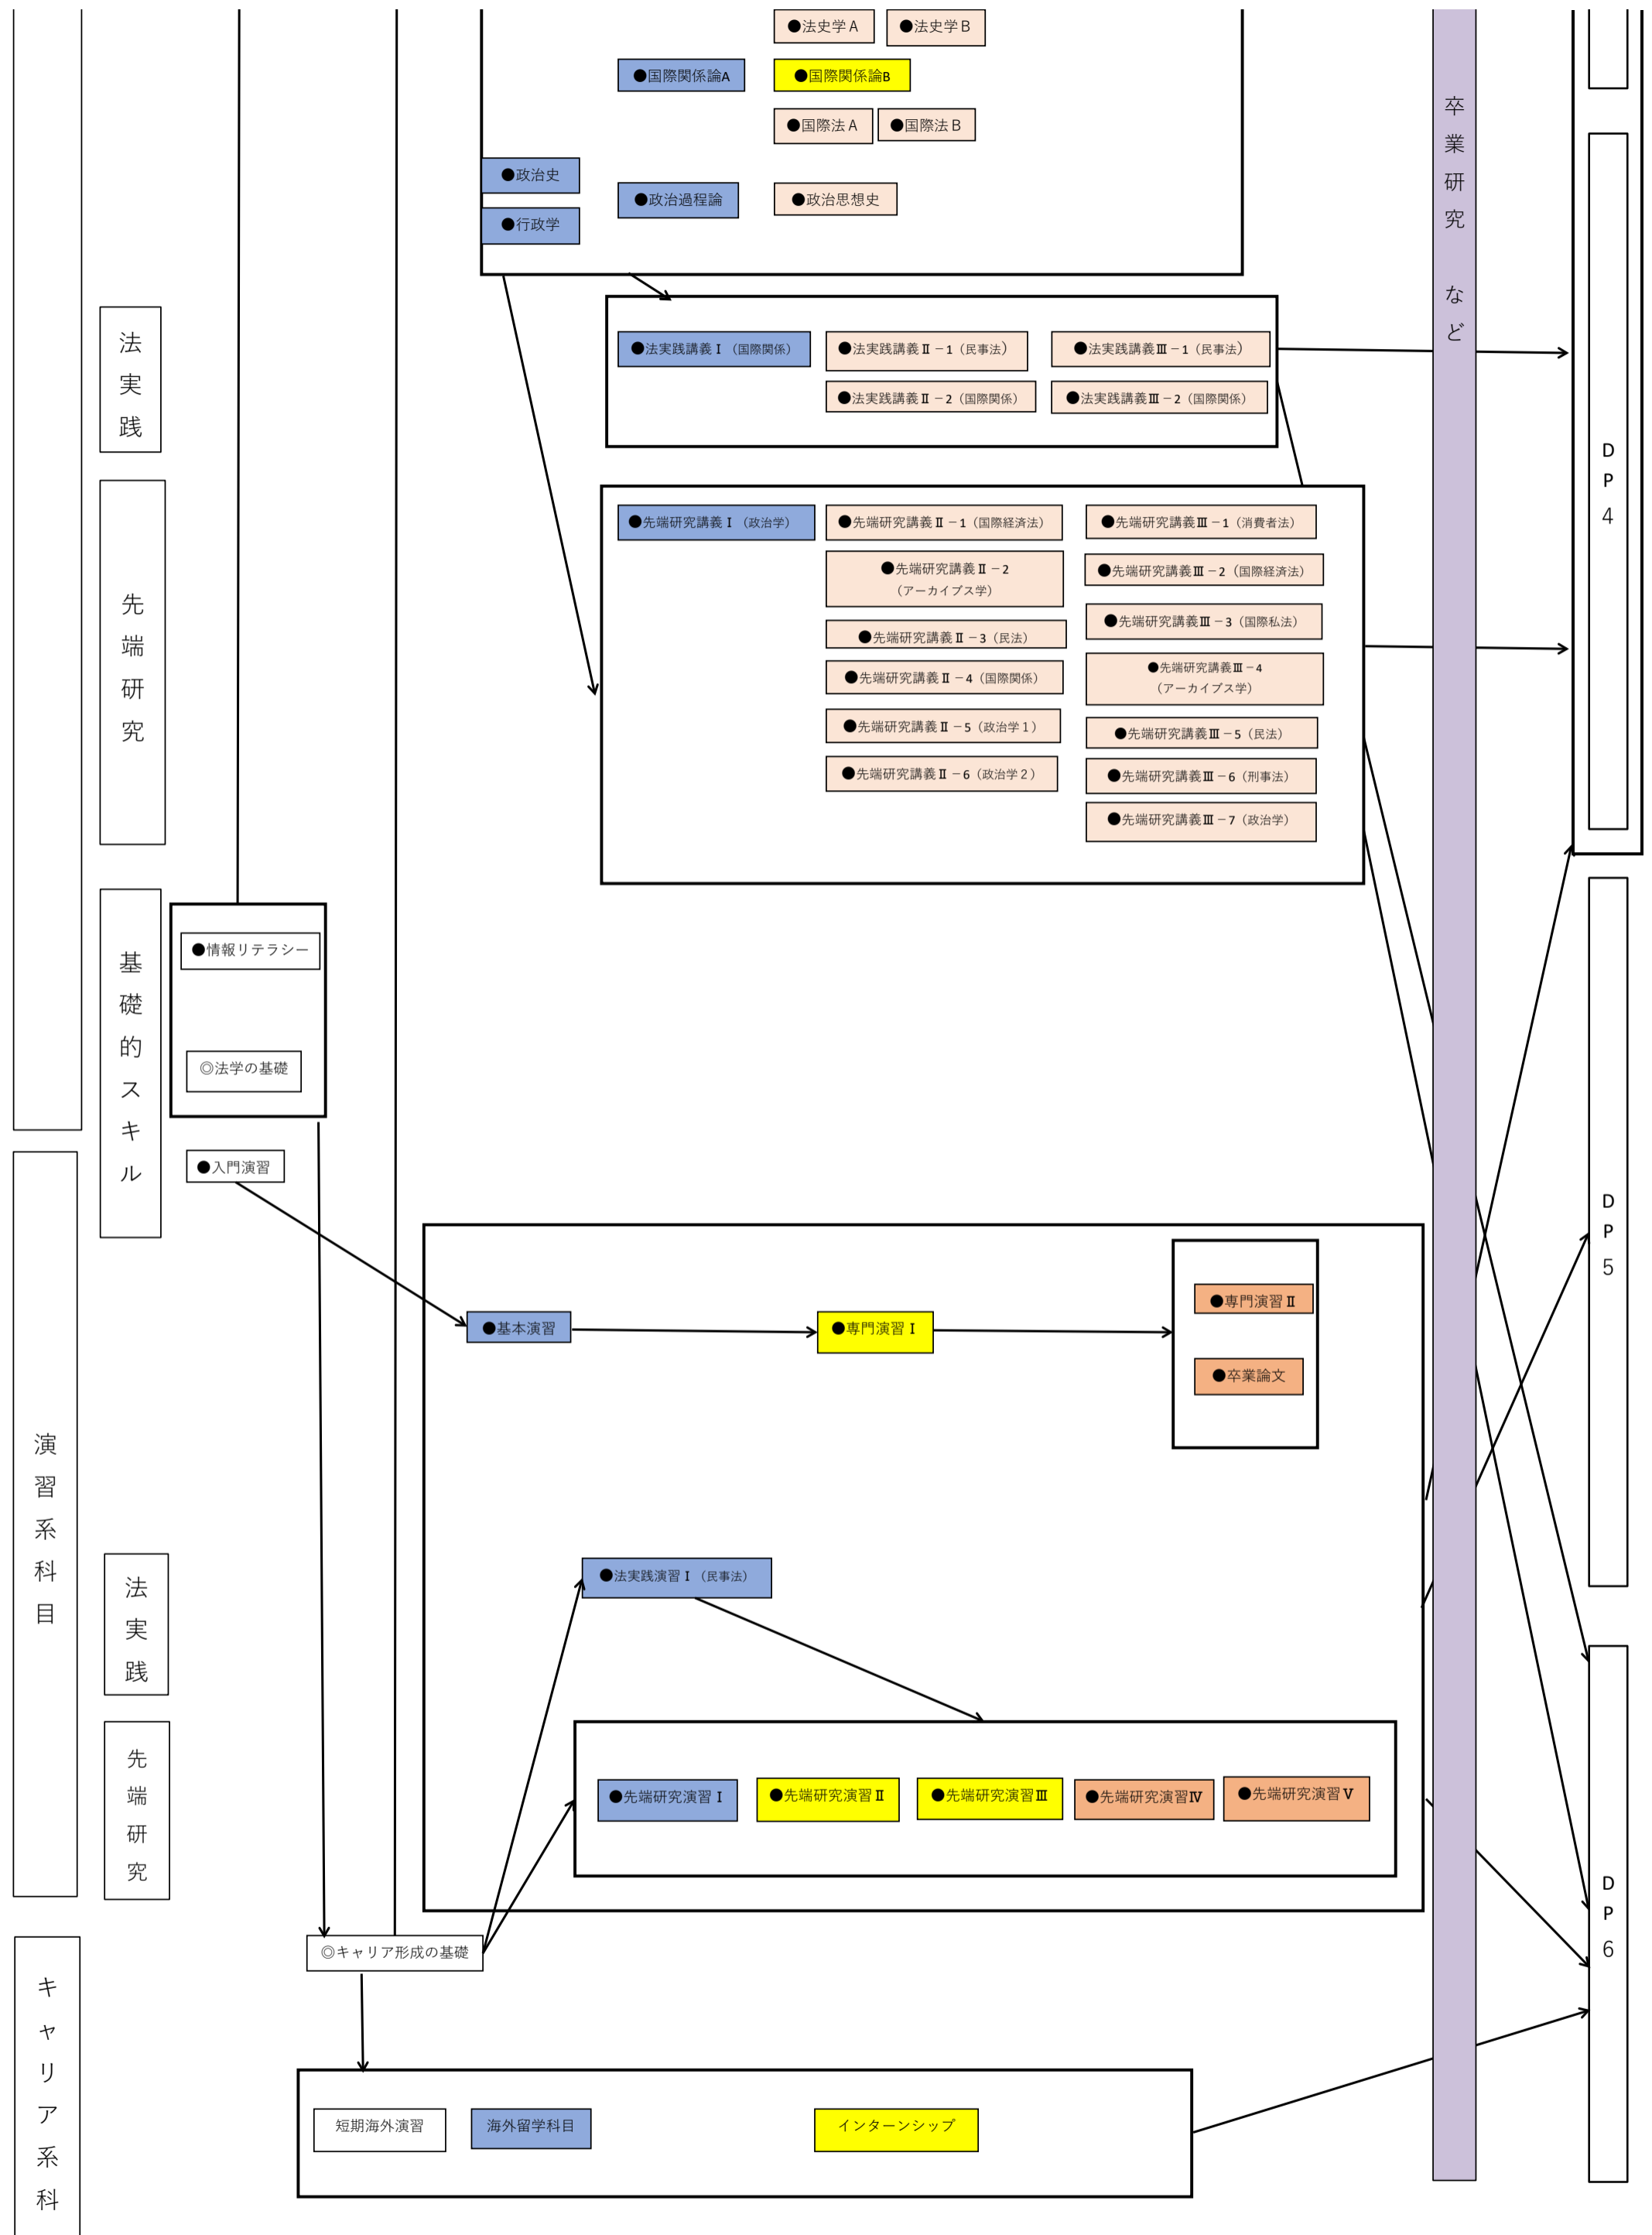 ●法史学A
●法史学B
●国際関係論A
●国際関係論B
●国際法A
●国際法B
●政治史
●政治過程論
●政治思想史
●行政学
卒業研究 など
法実践
●法実践講義Ⅰ（国際関係）
●法実践講義Ⅱ－1（民事法）
●法実践講義Ⅲ－1（民事法）
●法実践講義Ⅱ－2（国際関係）
●法実践講義Ⅲ－2（国際関係）
DP4
先端研究
●先端研究講義Ⅰ（政治学）
●先端研究講義Ⅱ－1（国際経済法）
●先端研究講義Ⅲ－1（消費者法）
●先端研究講義Ⅱ－2
（アーカイブス学）
●先端研究講義Ⅲ－2（国際経済法）
●先端研究講義Ⅱ－3（民法）
●先端研究講義Ⅲ－3（国際私法）
●先端研究講義Ⅱ－4（国際関係）
●先端研究講義Ⅲ－4
（アーカイブス学）
●先端研究講義Ⅱ－5（政治学１）
●先端研究講義Ⅲ－5（民法）
●先端研究講義Ⅱ－6（政治学２）
●先端研究講義Ⅲ－6（刑事法）
●先端研究講義Ⅲ－7（政治学）
基礎的スキル
●情報リテラシー
◎法学の基礎
●入門演習
DP5
演習系科目
●基本演習
●専門演習Ⅰ
●専門演習Ⅱ
●卒業論文
法実践
●法実践演習Ⅰ（民事法）
先端研究
●先端研究演習Ⅰ
●先端研究演習Ⅱ
●先端研究演習Ⅲ
●先端研究演習Ⅳ
●先端研究演習Ⅴ
DP6
◎キャリア形成の基礎
キャリア系科
短期海外演習
海外留学科目
インターンシップ